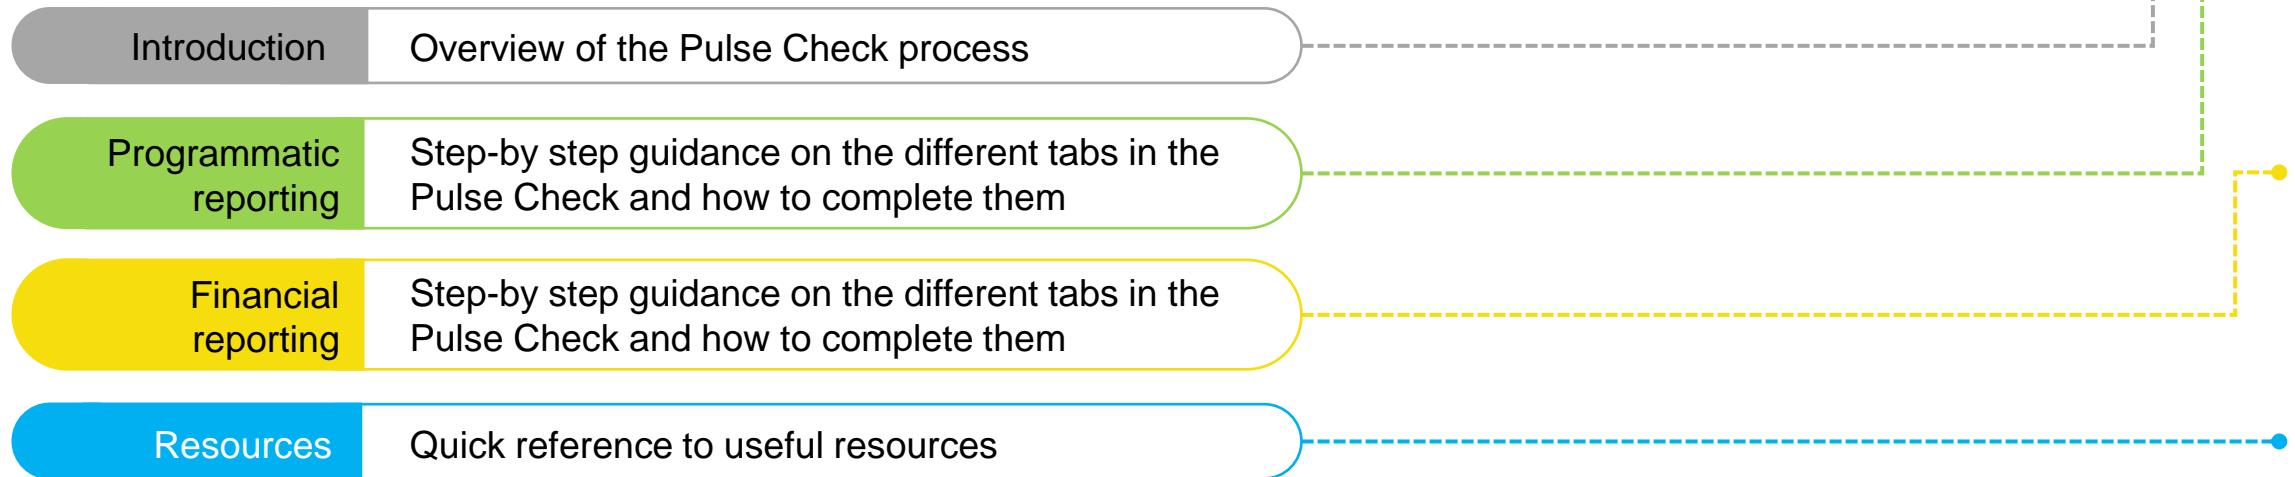 Introduction
Overview of the Pulse Check process
Programmatic
reporting
Step-by step guidance on the different tabs in the
Pulse Check and how to complete them
Financial
reporting
Step-by step guidance on the different tabs in the
Pulse Check and how to complete them
Resources
Quick reference to useful resources